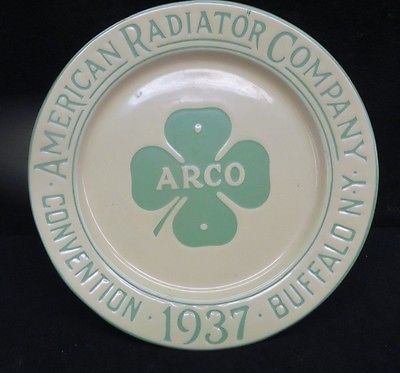 AMERICAN RADIATOR COMPANY
ARCO
CONVENTION · 1937 · BUFFALO N·Y·